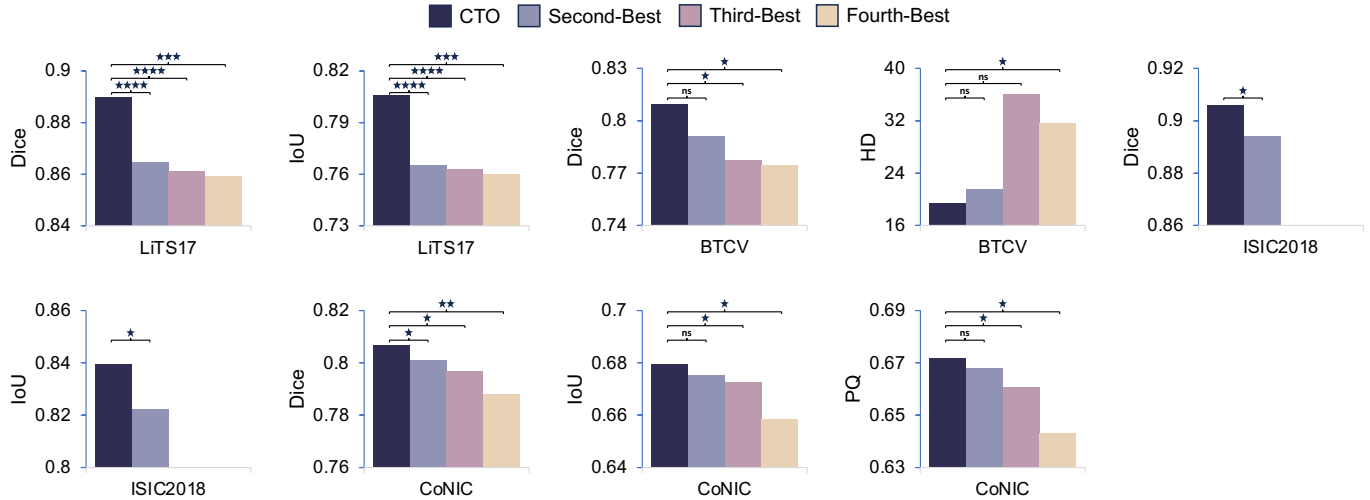 CTO Second-Best Third-Best Fourth-Best
Dice
0.9
0.88
0.86
0.84
★★★
★★★★
★★★★
LiTS17
IoU
0.82
0.79
0.76
0.73
★★★
★★★★
★★★★
LiTS17
Dice
0.83
0.8
0.77
0.74
★
★
ns
BTCV
HD
40
32
24
16
★
ns
ns
BTCV
Dice
0.92
0.9
0.88
0.86
★
ISIC2018
IoU
0.86
0.84
0.82
0.8
★
ISIC2018
Dice
0.82
0.8
0.78
0.76
★★
★
★
CoNIC
IoU
0.7
0.68
0.66
0.64
★
★
ns
CoNIC
PQ
0.69
0.67
0.65
0.63
★
★
ns
CoNIC